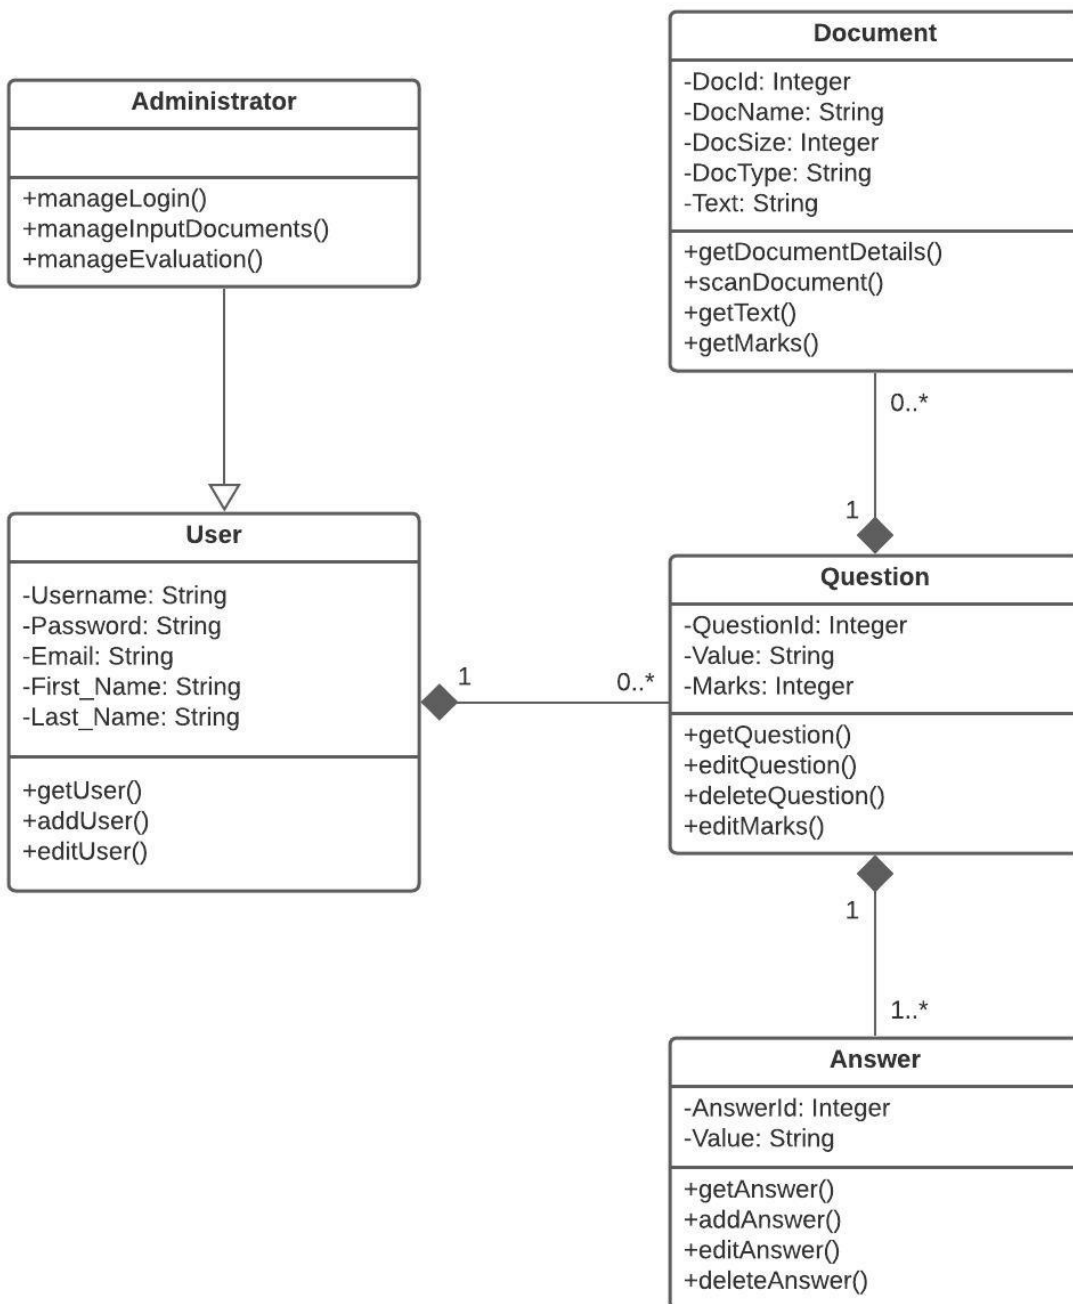 Document
-DocId: Integer
-DocName: String
-DocSize: Integer
-DocType: String
-Text: String
+getDocumentDetails()
+scanDocument()
+getText()
+getMarks()
Administrator
+manageLogin()
+manageInputDocuments()
+manageEvaluation()
0..*
1
User
-Username: String
-Password: String
-Email: String
-First_Name: String
-Last_Name: String
+getUser()
+addUser()
+editUser()
1
0..*
Question
-QuestionId: Integer
-Value: String
-Marks: Integer
+getQuestion()
+editQuestion()
+deleteQuestion()
+editMarks()
1
1..*
Answer
-AnswerId: Integer
-Value: String
+getAnswer()
+addAnswer()
+editAnswer()
+deleteAnswer()